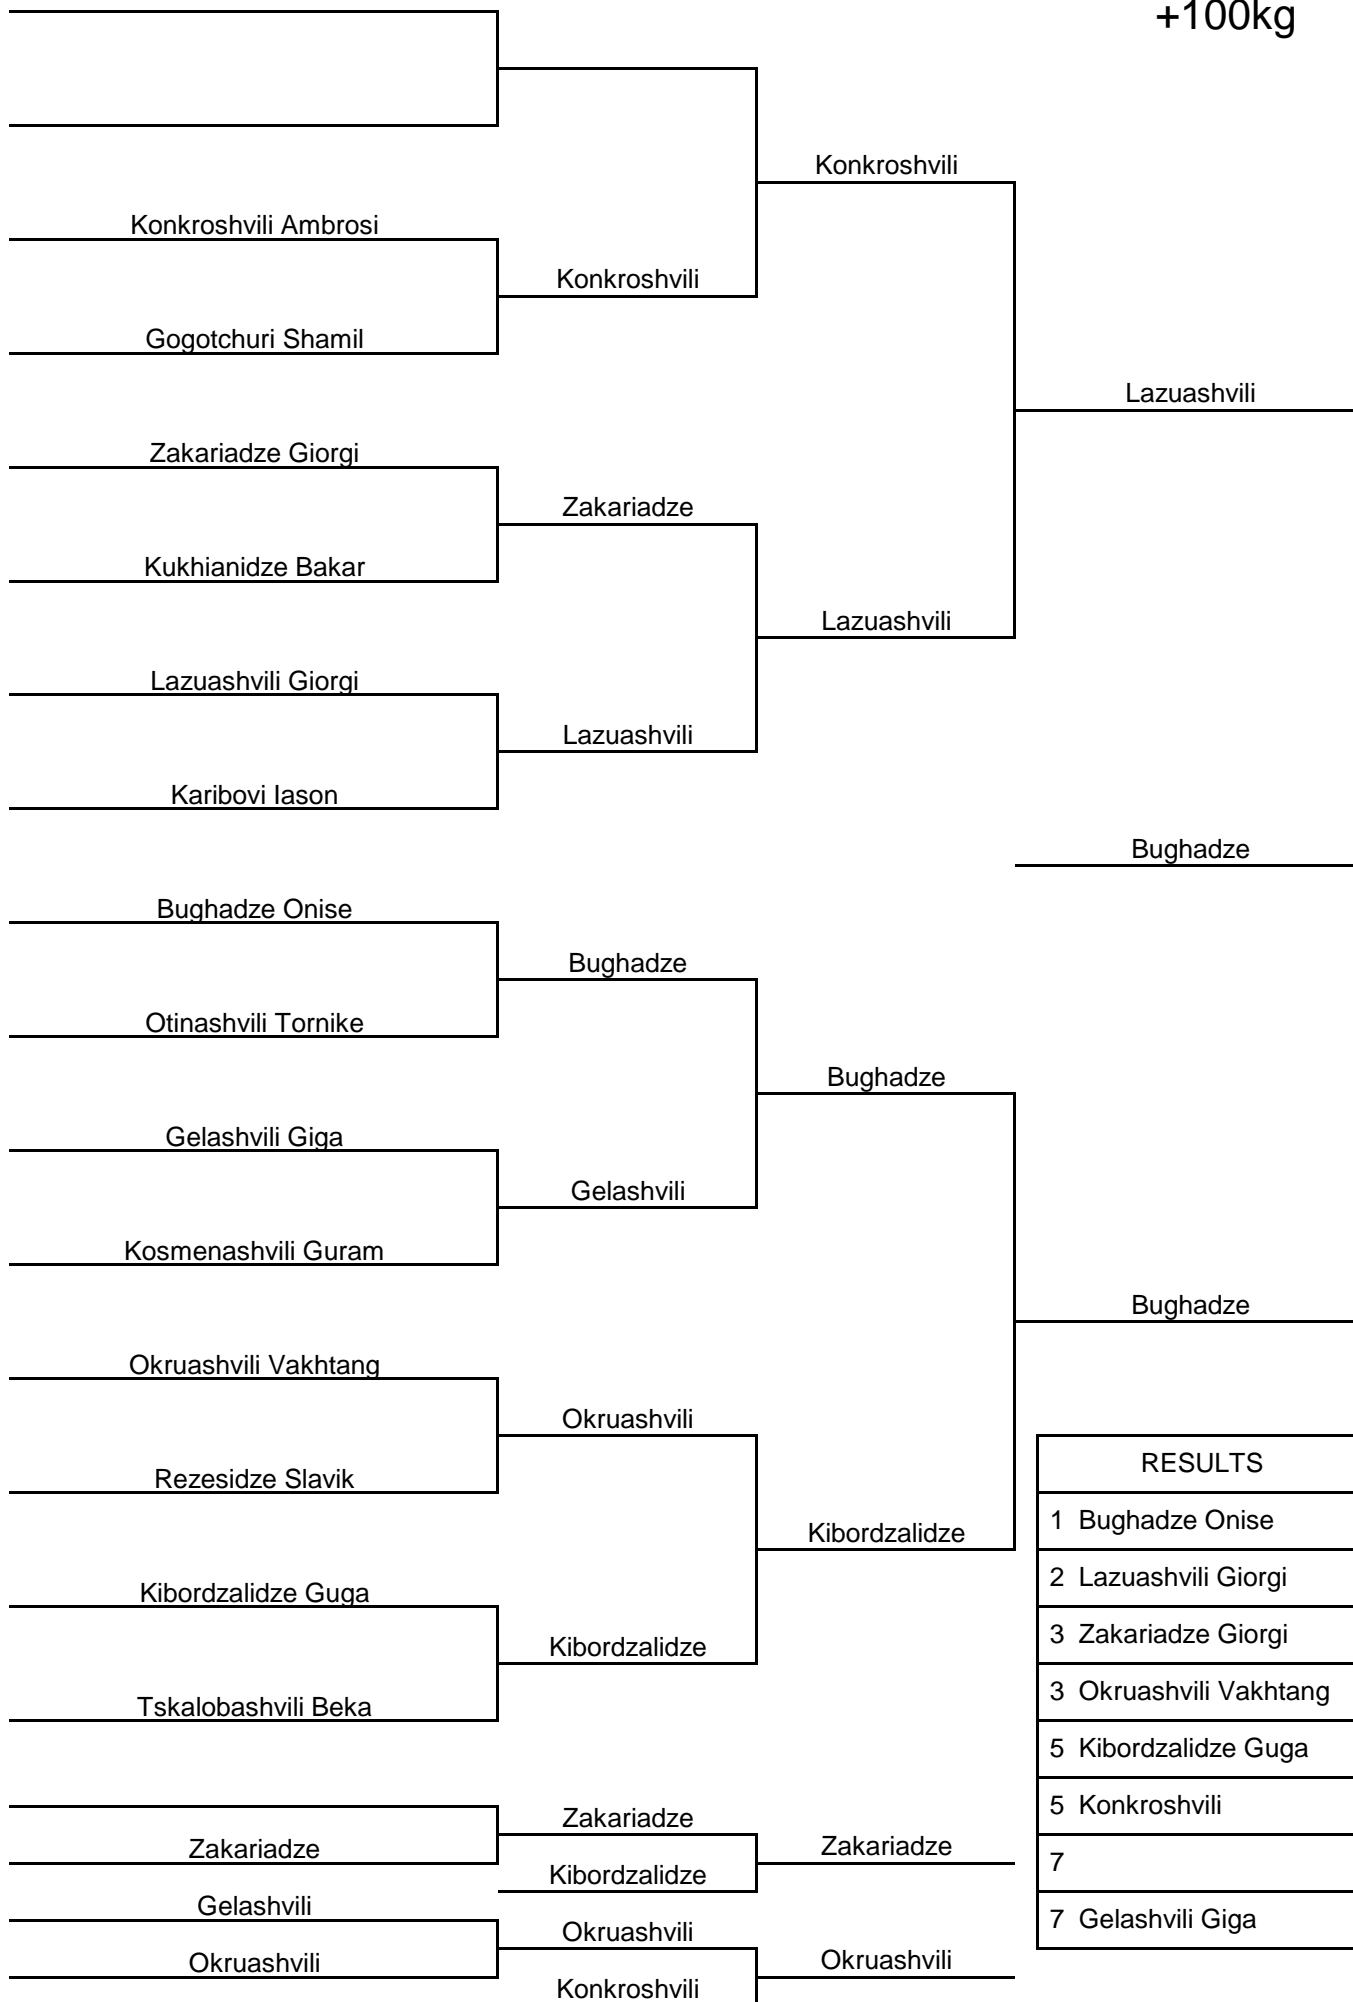 +100kg
Konkroshvili
Konkroshvili Ambrosi
Konkroshvili
Gogotchuri Shamil
Lazuashvili
Zakariadze Giorgi
Zakariadze
Kukhianidze Bakar
Lazuashvili
Lazuashvili Giorgi
Lazuashvili
Karibovi Iason
Bughadze
Bughadze Onise
Bughadze
Otinashvili Tornike
Bughadze
Gelashvili Giga
Gelashvili
Kosmenashvili Guram
Bughadze
Okruashvili Vakhtang
Okruashvili
Rezesidze Slavik
Kibordzalidze
Kibordzalidze Guga
Kibordzalidze
Tskalobashvili Beka
RESULTS
1 Bughadze Onise
2 Lazuashvili Giorgi
3 Zakariadze Giorgi
3 Okruashvili Vakhtang
5 Kibordzalidze Guga
5 Konkroshvili
7
7 Gelashvili Giga
Zakariadze
Zakariadze
Zakariadze
Kibordzalidze
Gelashvili
Okruashvili
Okruashvili
Okruashvili
Konkroshvili